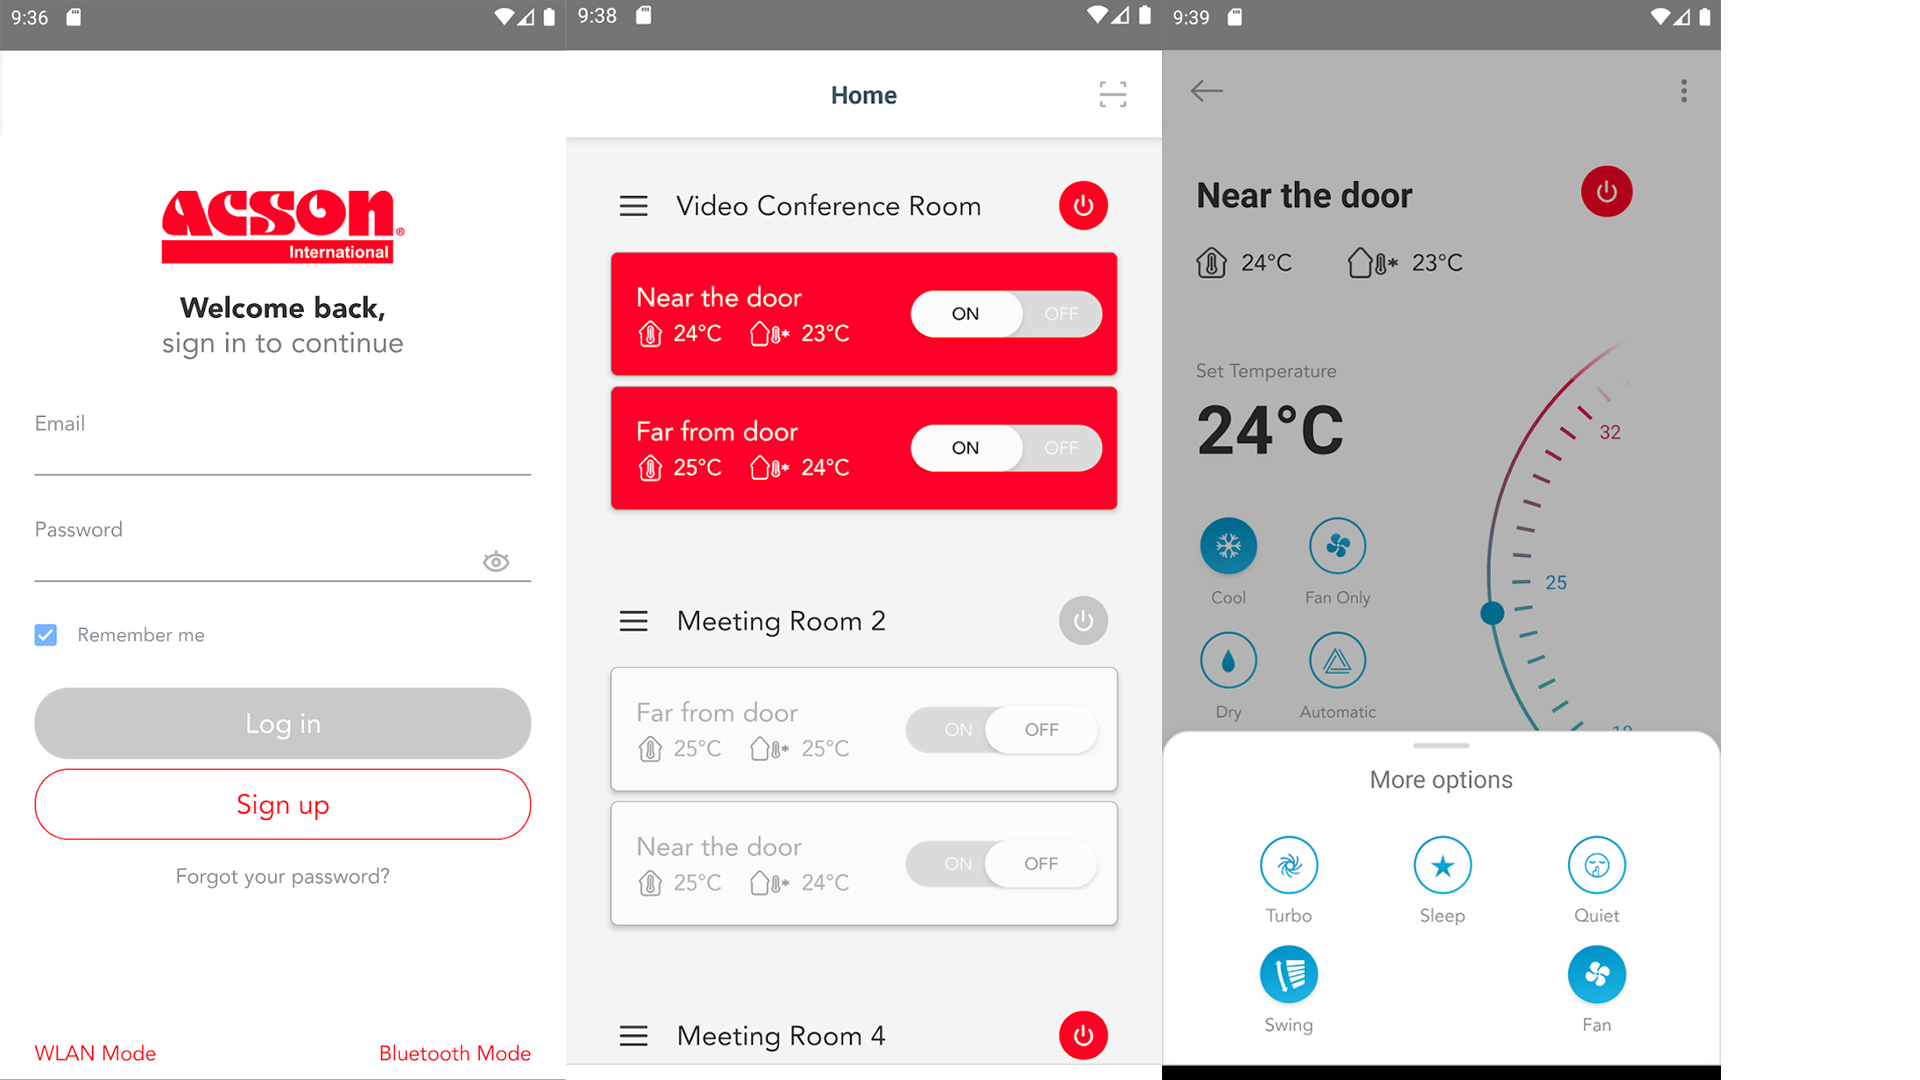 9:36
ACSON®
International
Welcome back,
sign in to continue
Email
Password
Remember me
Log in
Sign up
Forgot your password?
WLAN Mode
Bluetooth Mode
9:38
Home
Video Conference Room
Near the door
24°C 23°C
ON OFF
Far from door
25°C 24°C
ON OFF
Meeting Room 2
Far from door
25°C 25°C
ON OFF
Near the door
25°C 24°C
ON OFF
Meeting Room 4
9:39
Near the door
24°C 23°C
Set Temperature
24°C
32
25
Cool
Fan Only
Dry
Automatic
More options
Turbo
Sleep
Quiet
Swing
Fan